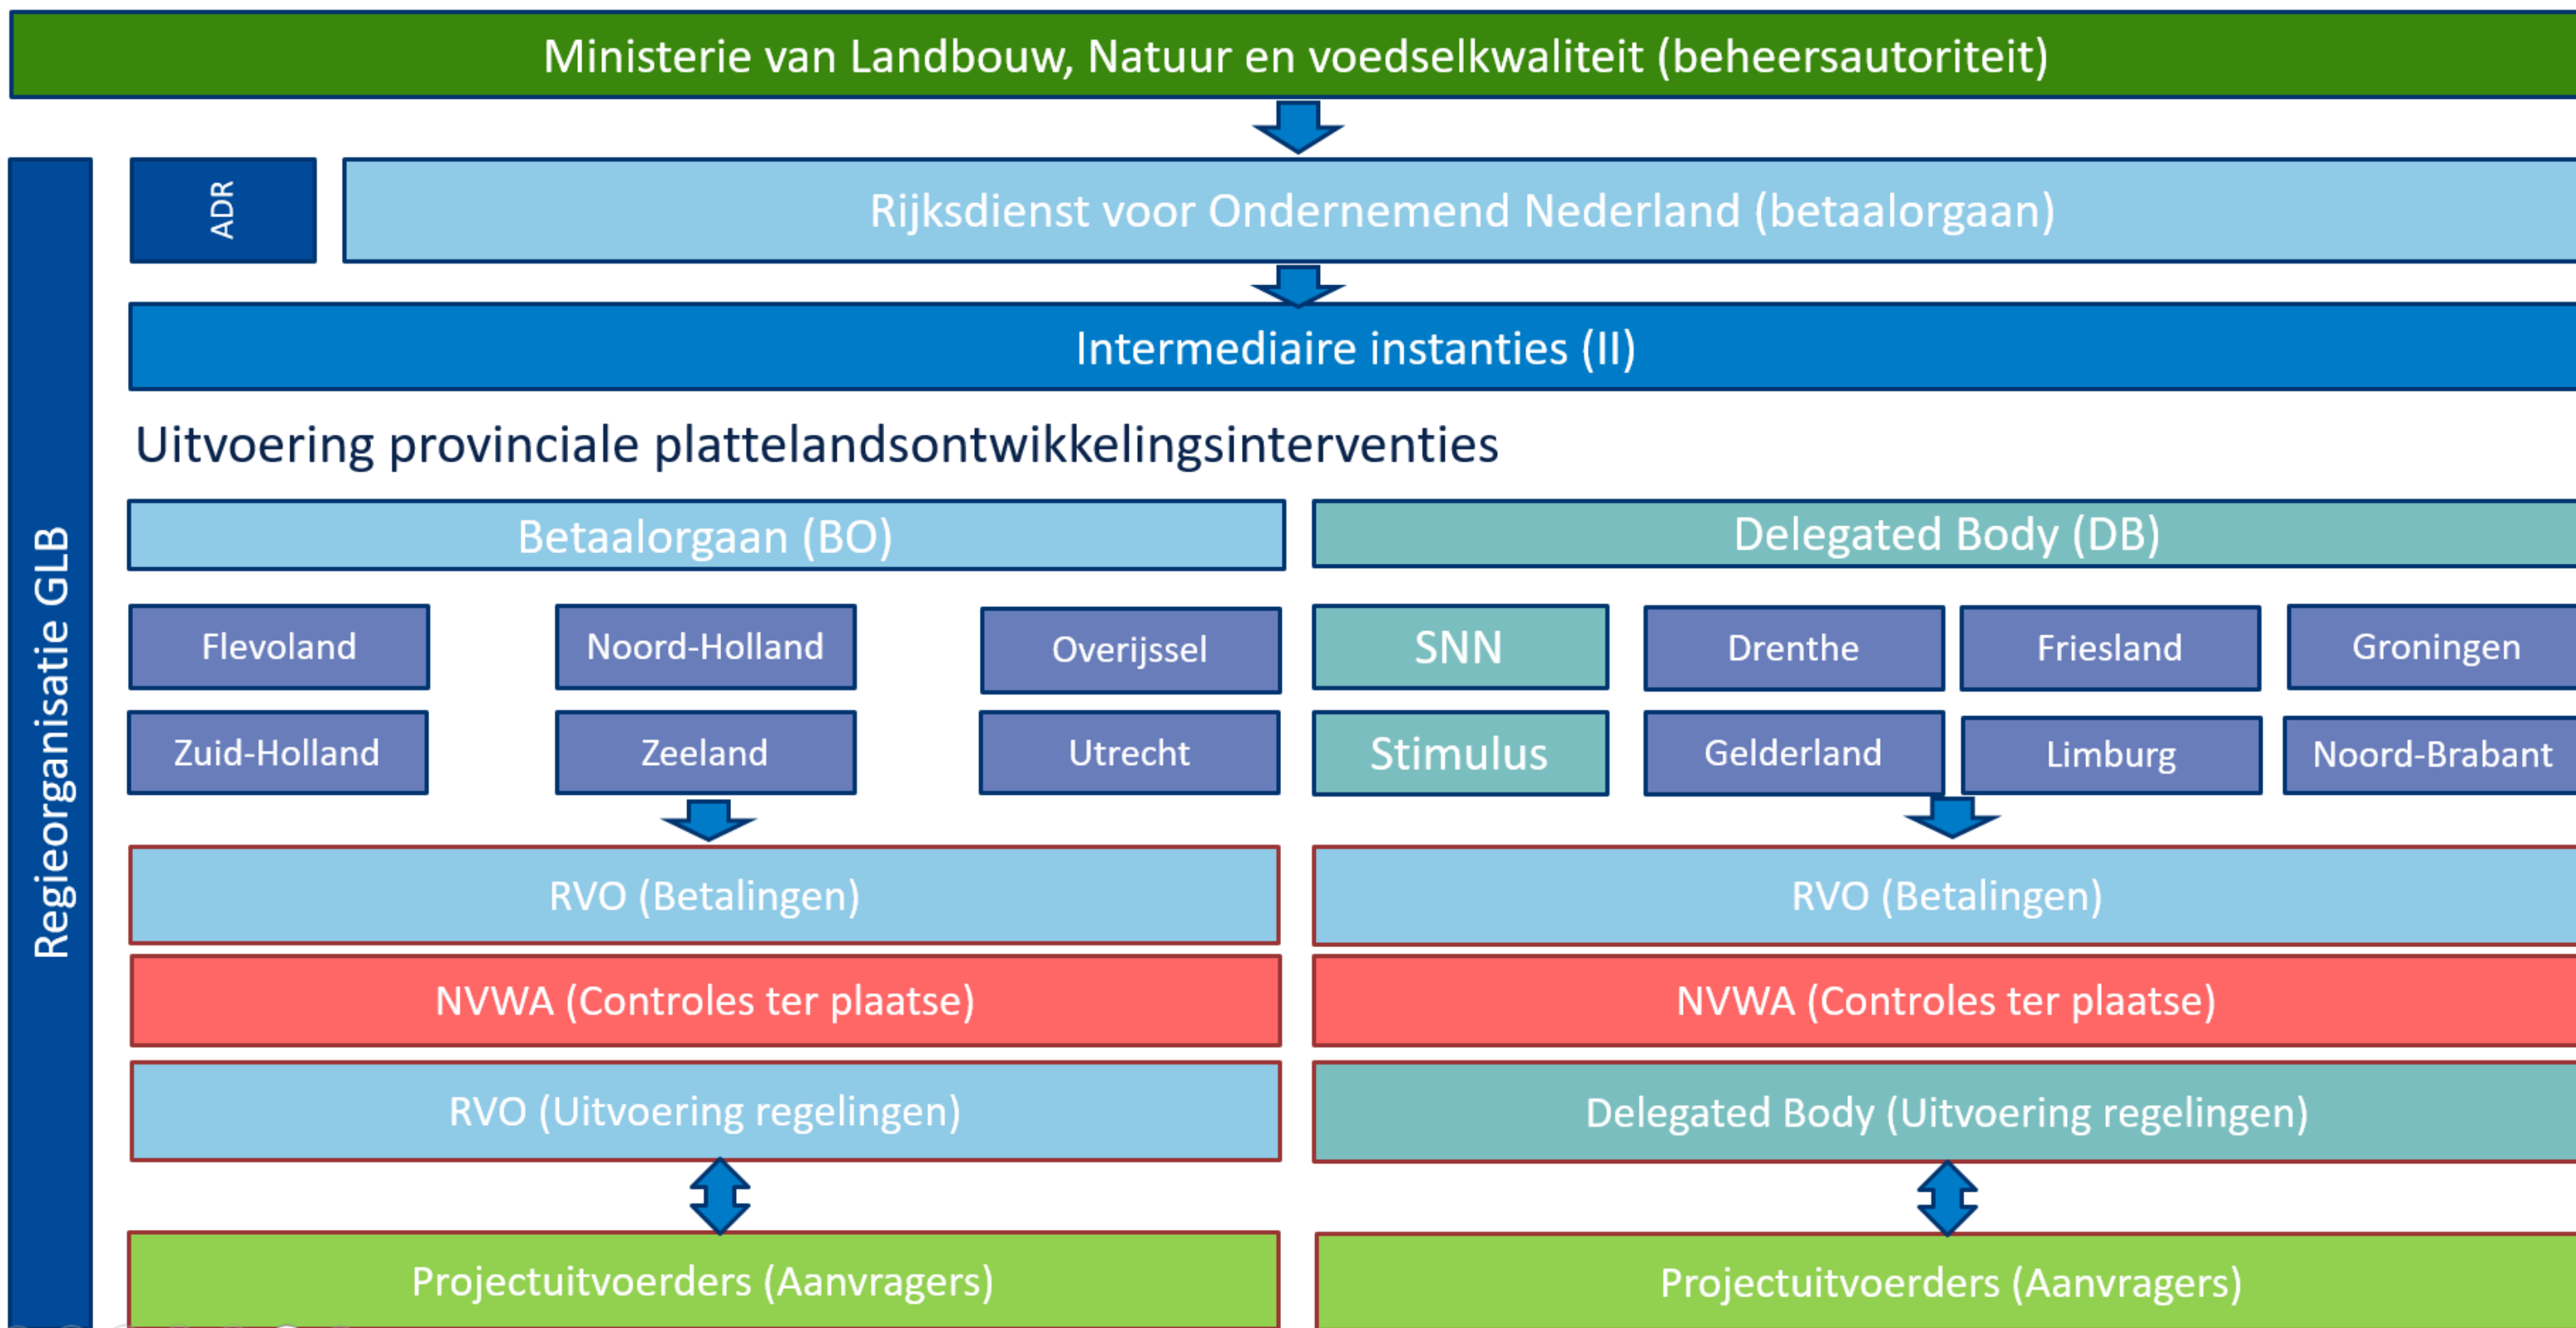 Ministerie van Landbouw, Natuur en voedselkwaliteit (beheersautoriteit)
Regieorganisatie GLB
ADR
Rijksdienst voor Ondernemend Nederland (betaalorgaan)
Intermediaire instanties (II)
Uitvoering provinciale plattelandsontwikkelingsinterventies
Betaalorgaan (BO)
Delegated Body (DB)
Flevoland
Noord-Holland
Overijssel
SNN
Drenthe
Friesland
Groningen
Zuid-Holland
Zeeland
Utrecht
Stimulus
Gelderland
Limburg
Noord-Brabant
RVO (Betalingen)
RVO (Betalingen)
NVWA (Controles ter plaatse)
NVWA (Controles ter plaatse)
RVO (Uitvoering regelingen)
Delegated Body (Uitvoering regelingen)
Projectuitvoerders (Aanvragers)
Projectuitvoerders (Aanvragers)